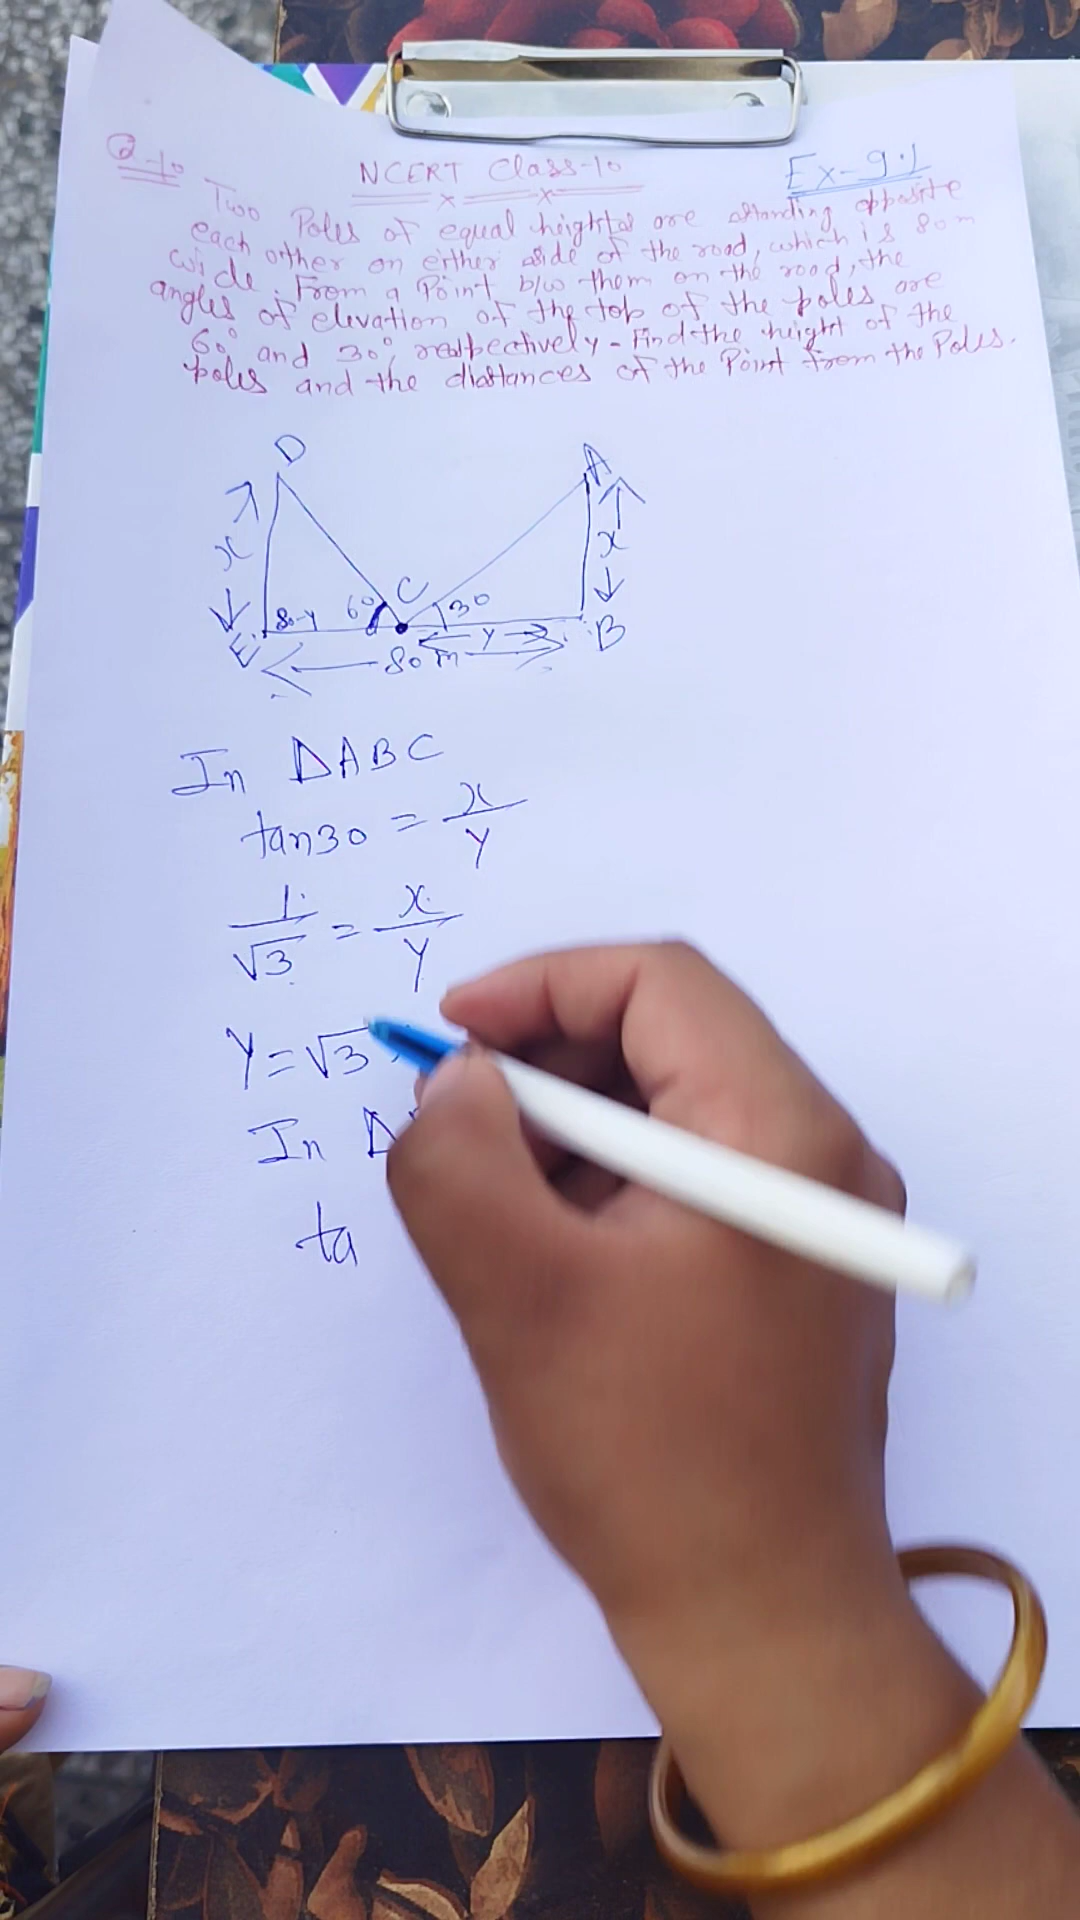 Q-10
NCERT Class-10
Ex-9.1
Two Poles of equal heights are standing opposite
each other on either side of the road, which is 80m
wide. From a Point b/w them on the road, the
angles of elevation of the top of the poles are
60° and 30°, respectively - Find the height of the
poles and the distances of the Point from the Poles.
D
A
x
x
C
80-y
60
30
y
E
80m
B
In ΔABC
tan30 = x/y
1/√3 = x/y
y=√3
In Δ
ta